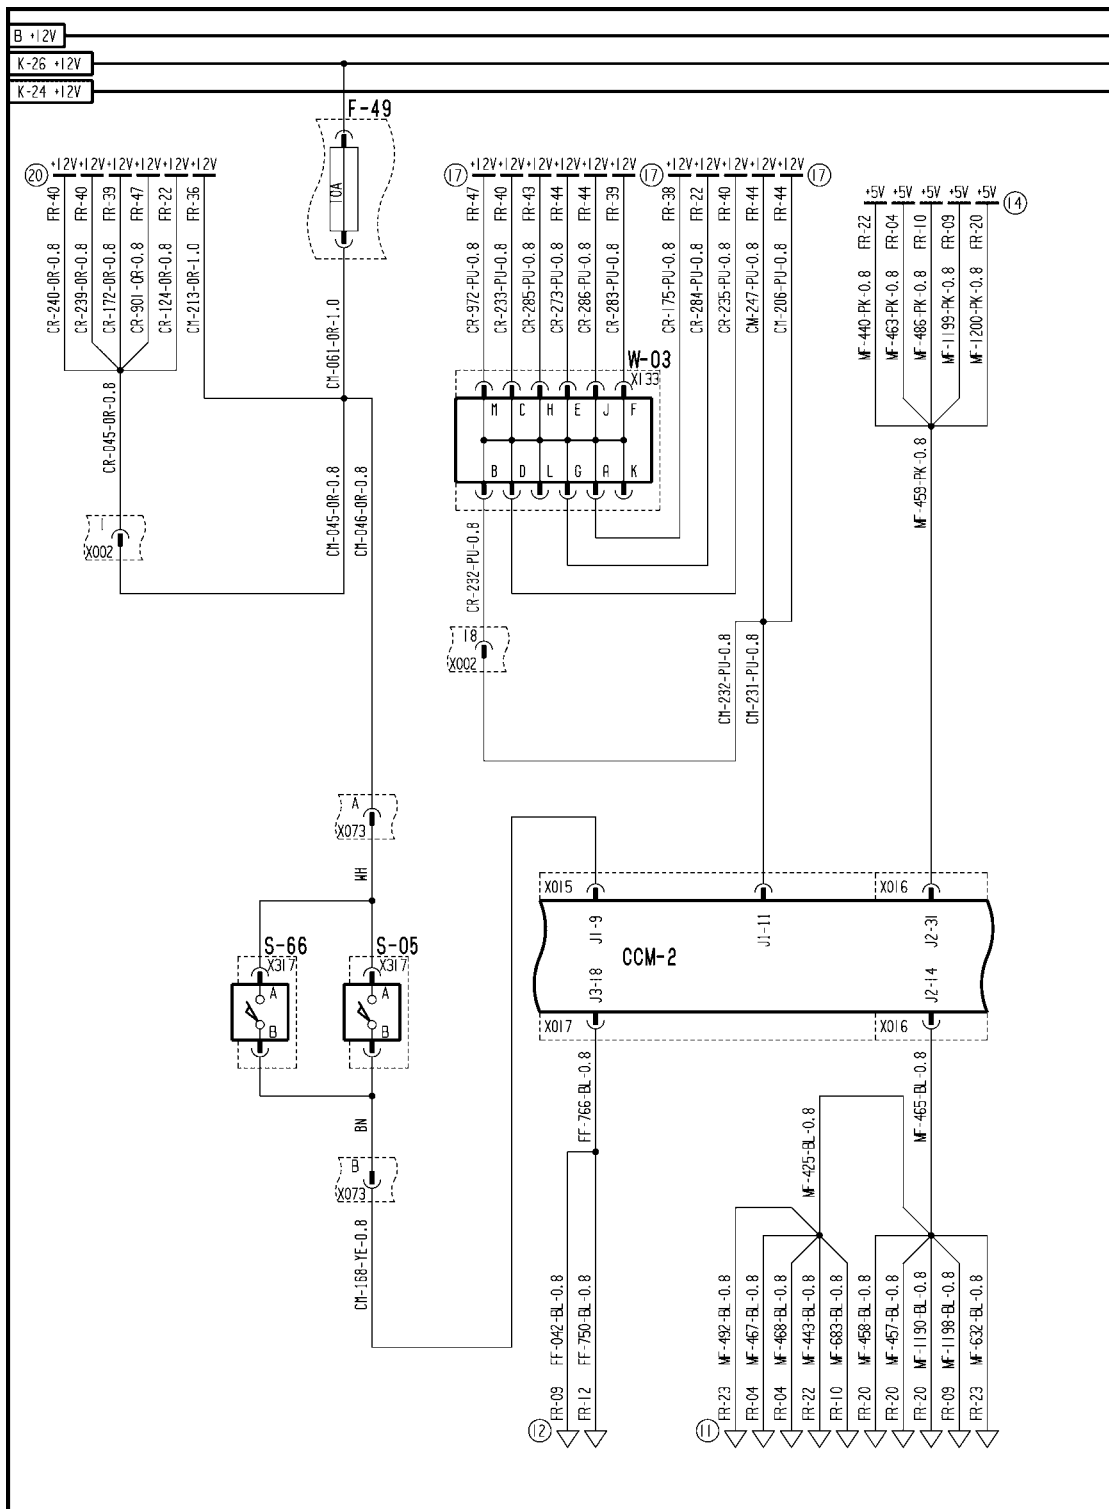 B +12V
K-26 +12V
K-24 +12V
F-49
10A
20
+12V +12V +12V +12V +12V +12V
FR-40
FR-40
FR-39
FR-47
FR-22
FR-36
CR-240-OR-0.8
CR-239-OR-0.8
CR-172-OR-0.8
CR-901-OR-0.8
CR-124-OR-0.8
CM-213-OR-1.0
CR-045-OR-0.8
1
X002
CM-061-OR-1.0
CM-045-OR-0.8
CM-046-OR-0.8
17
+12V +12V +12V +12V +12V +12V
FR-47
FR-40
FR-43
FR-44
FR-44
FR-39
CR-972-PU-0.8
CR-233-PU-0.8
CR-285-PU-0.8
CR-273-PU-0.8
CR-286-PU-0.8
CR-283-PU-0.8
17
+12V +12V +12V +12V +12V
17
FR-38
FR-22
FR-40
FR-44
FR-44
CR-175-PU-0.8
CR-284-PU-0.8
CR-235-PU-0.8
CM-247-PU-0.8
CM-206-PU-0.8
+5V +5V +5V +5V +5V
14
FR-22
FR-04
FR-10
FR-09
FR-20
MF-440-PK-0.8
MF-463-PK-0.8
MF-486-PK-0.8
MF-1199-PK-0.8
MF-1200-PK-0.8
MF-459-PK-0.8
W-03
X133
M C H E J F
B D L G A K
CR-232-PU-0.8
18
X002
CM-232-PU-0.8
CM-231-PU-0.8
A
X073
WH
S-66
X317
A
B
S-05
X317
A
B
BN
B
X073
CM-168-YE-0.8
X015
X016
J1-9
J1-11
J2-31
CCM-2
J3-18
J2-14
X017
X016
FF-766-BL-0.8
MF-465-BL-0.8
MF-425-BL-0.8
FF-042-BL-0.8
FF-750-BL-0.8
MF-492-BL-0.8
MF-467-BL-0.8
MF-468-BL-0.8
MF-443-BL-0.8
MF-683-BL-0.8
MF-458-BL-0.8
MF-457-BL-0.8
MF-1190-BL-0.8
MF-1198-BL-0.8
MF-632-BL-0.8
12
FR-09
FR-12
11
FR-23
FR-04
FR-04
FR-22
FR-10
FR-20
FR-20
FR-20
FR-09
FR-23